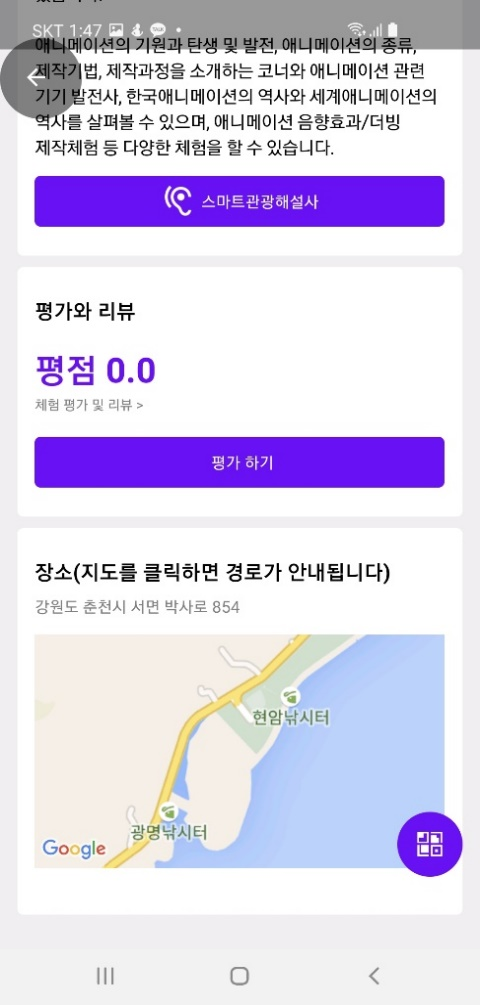 SKT 1:47
애니메이션의 기원과 탄생 및 발전, 애니메이션의 종류,
제작기법, 제작과정을 소개하는 코너와 애니메이션 관련
기기 발전사, 한국애니메이션의 역사와 세계애니메이션의
역사를 살펴볼 수 있으며, 애니메이션 음향효과/더빙
제작체험 등 다양한 체험을 할 수 있습니다.
스마트관광해설사
평가와 리뷰
평점 0.0
체험 평가 및 리뷰 >
평가 하기
장소(지도를 클릭하면 경로가 안내됩니다)
강원도 춘천시 서면 박사로 854
현암낚시터
광명낚시터
Google